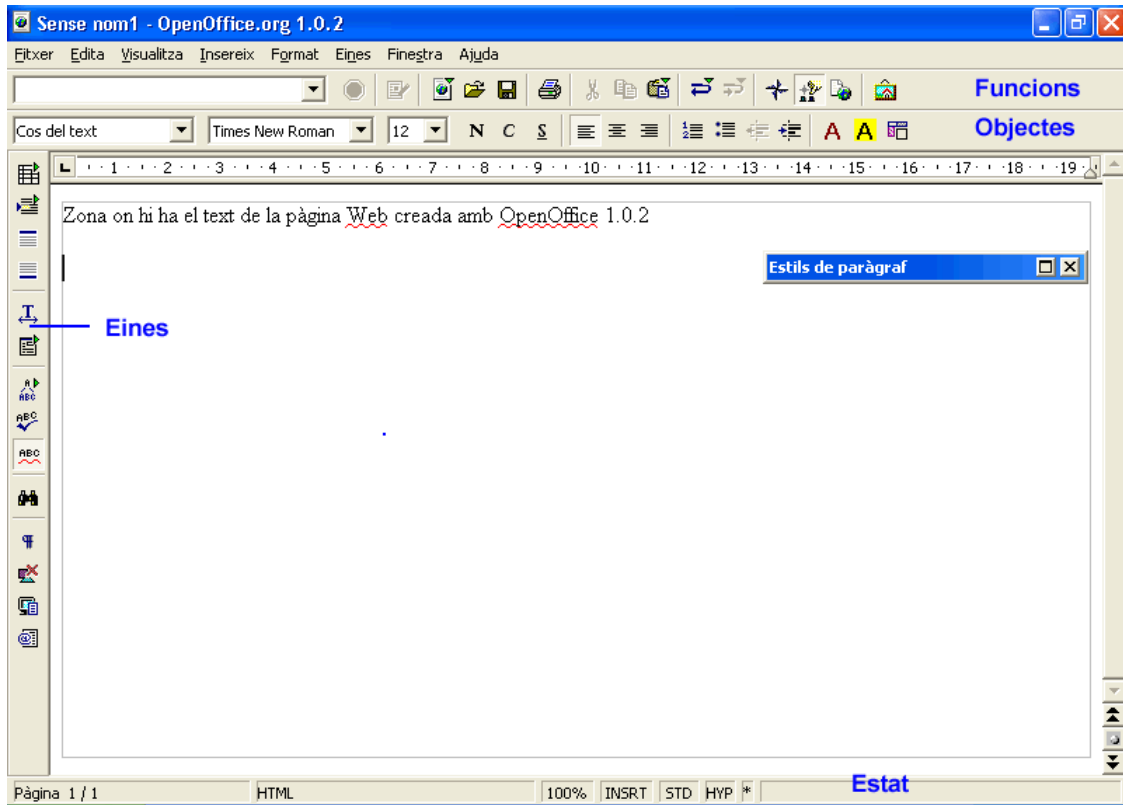 Sense nom1 - OpenOffice.org 1.0.2
Fitxer Edita Visualitza Insereix Format Eines Finestra Ajuda
Funcions
Cos del text Times New Roman 12 N C S A A Objectes
1 2 3 4 5 6 7 8 9 10 11 12 13 14 15 16 17 18 19
Zona on hi ha el text de la pàgina Web creada amb OpenOffice 1.0.2
Estils de paràgraf
T
Eines
A
ABC
ABC
ABC
¶
Estat
Pàgina 1 / 1 HTML 100% INSRT STD HYP *